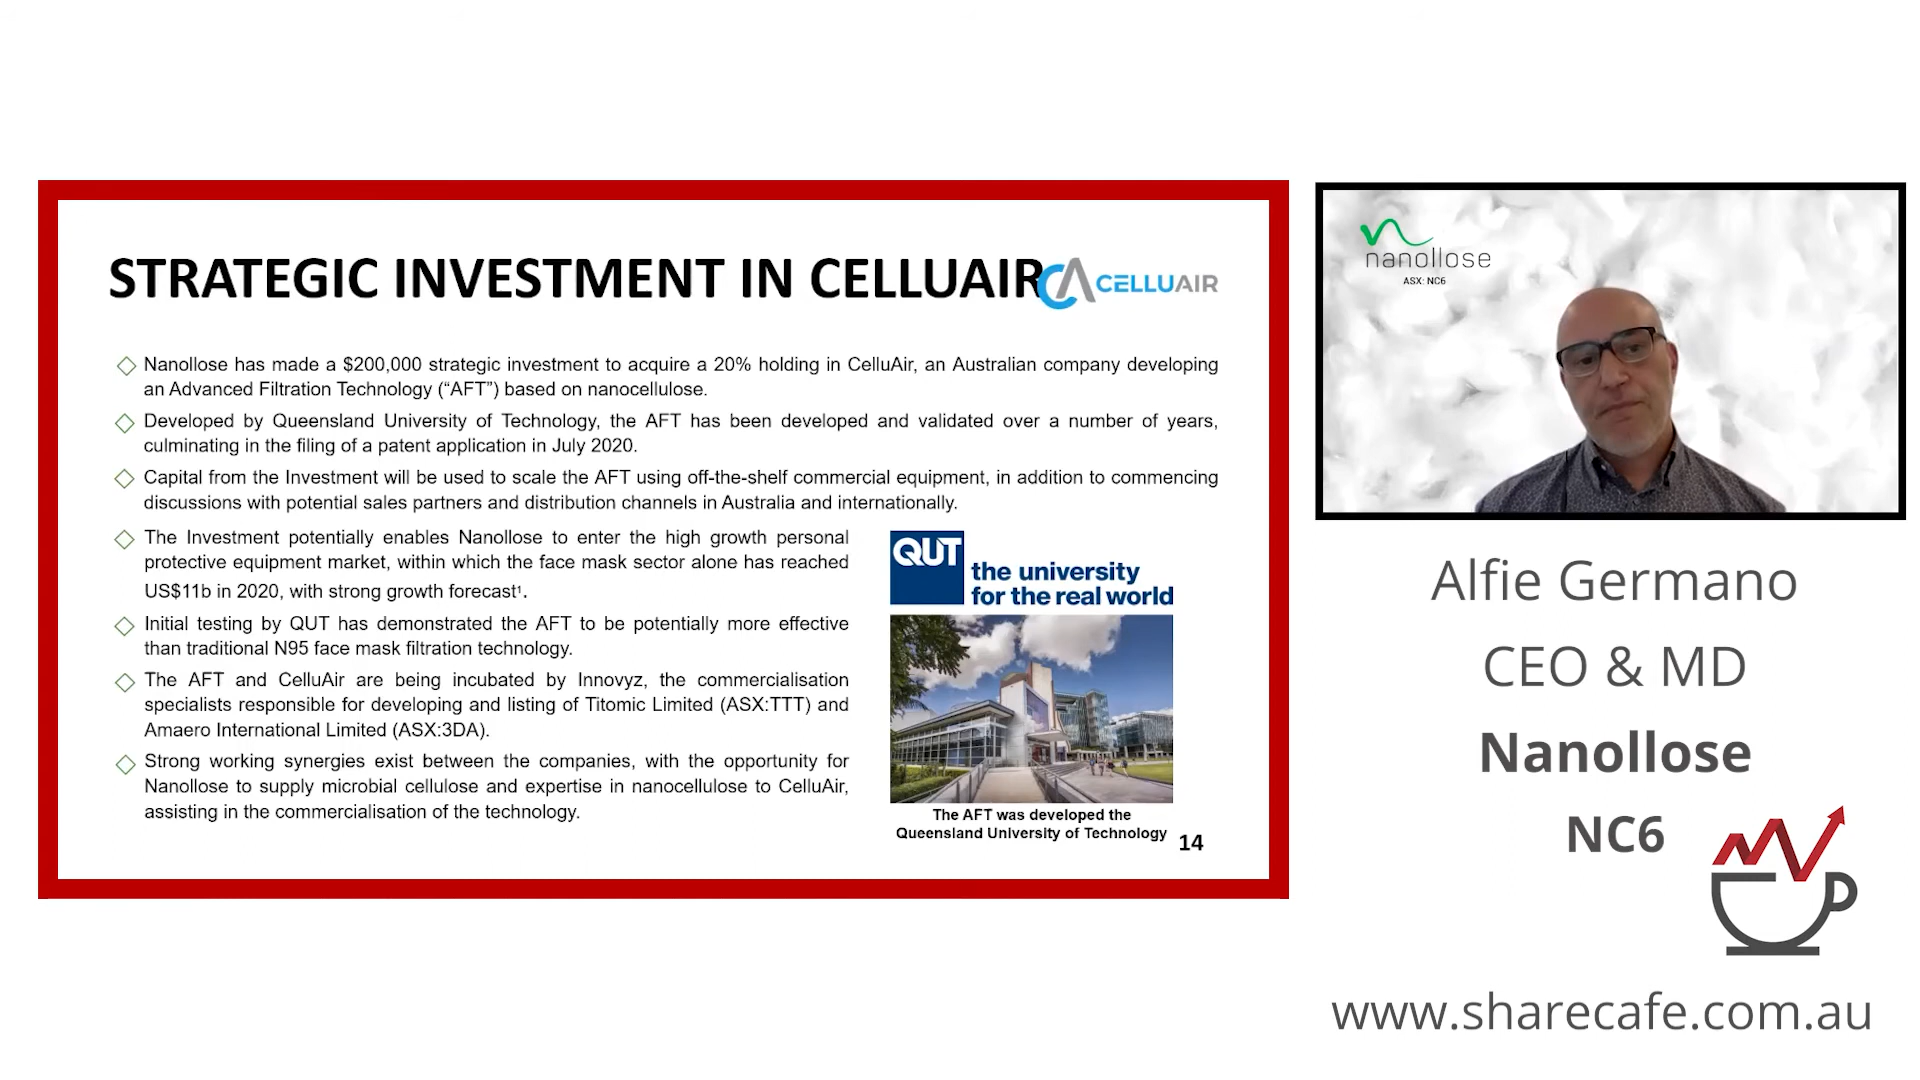 STRATEGIC INVESTMENT IN CELLUAIR
CA CELLUAIR
Nanollose has made a $200,000 strategic investment to acquire a 20% holding in CelluAir, an Australian company developing
an Advanced Filtration Technology (“AFT”) based on nanocellulose.
Developed by Queensland University of Technology, the AFT has been developed and validated over a number of years,
culminating in the filing of a patent application in July 2020.
Capital from the Investment will be used to scale the AFT using off-the-shelf commercial equipment, in addition to commencing
discussions with potential sales partners and distribution channels in Australia and internationally.
The Investment potentially enables Nanollose to enter the high growth personal
protective equipment market, within which the face mask sector alone has reached
US$11b in 2020, with strong growth forecast¹.
Initial testing by QUT has demonstrated the AFT to be potentially more effective
than traditional N95 face mask filtration technology.
The AFT and CelluAir are being incubated by Innovyz, the commercialisation
specialists responsible for developing and listing of Titomic Limited (ASX:TTT) and
Amaero International Limited (ASX:3DA).
Strong working synergies exist between the companies, with the opportunity for
Nanollose to supply microbial cellulose and expertise in nanocellulose to CelluAir,
assisting in the commercialisation of the technology.
QUT
the university
for the real world
The AFT was developed the
Queensland University of Technology
14
nanollose
ASX: NC6
Alfie Germano
CEO & MD
Nanollose
NC6
www.sharecafe.com.au